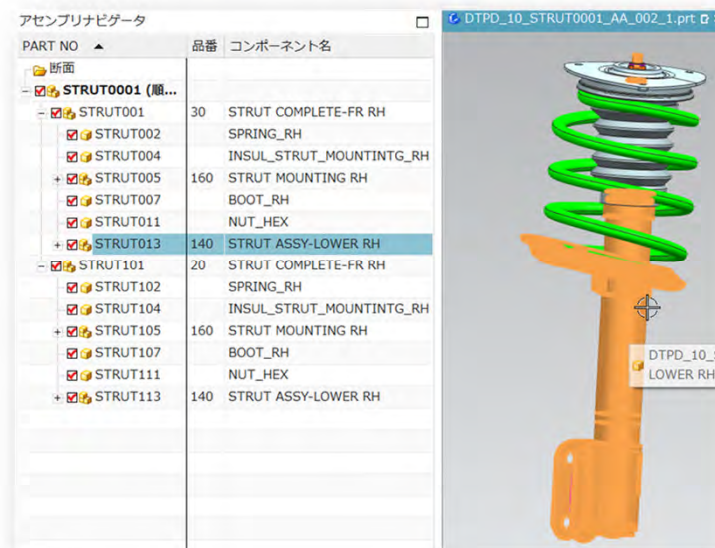 アセンブリナビゲータ
PART NO 品番 コンポーネント名
断面
STRUT0001 (順...
STRUT001 30 STRUT COMPLETE-FR RH
STRUT002 SPRING_RH
STRUT004 INSUL_STRUT_MOUNTINTG_RH
STRUT005 160 STRUT MOUNTING RH
STRUT007 BOOT_RH
STRUT011 NUT_HEX
STRUT013 140 STRUT ASSY-LOWER RH
STRUT101 20 STRUT COMPLETE-FR RH
STRUT102 SPRING_RH
STRUT104 INSUL_STRUT_MOUNTINTG_RH
STRUT105 160 STRUT MOUNTING RH
STRUT107 BOOT_RH
STRUT111 NUT_HEX
STRUT113 140 STRUT ASSY-LOWER RH
DTPD_10_STRUT0001_AA_002_1.prt
DTPD_10_
LOWER RH